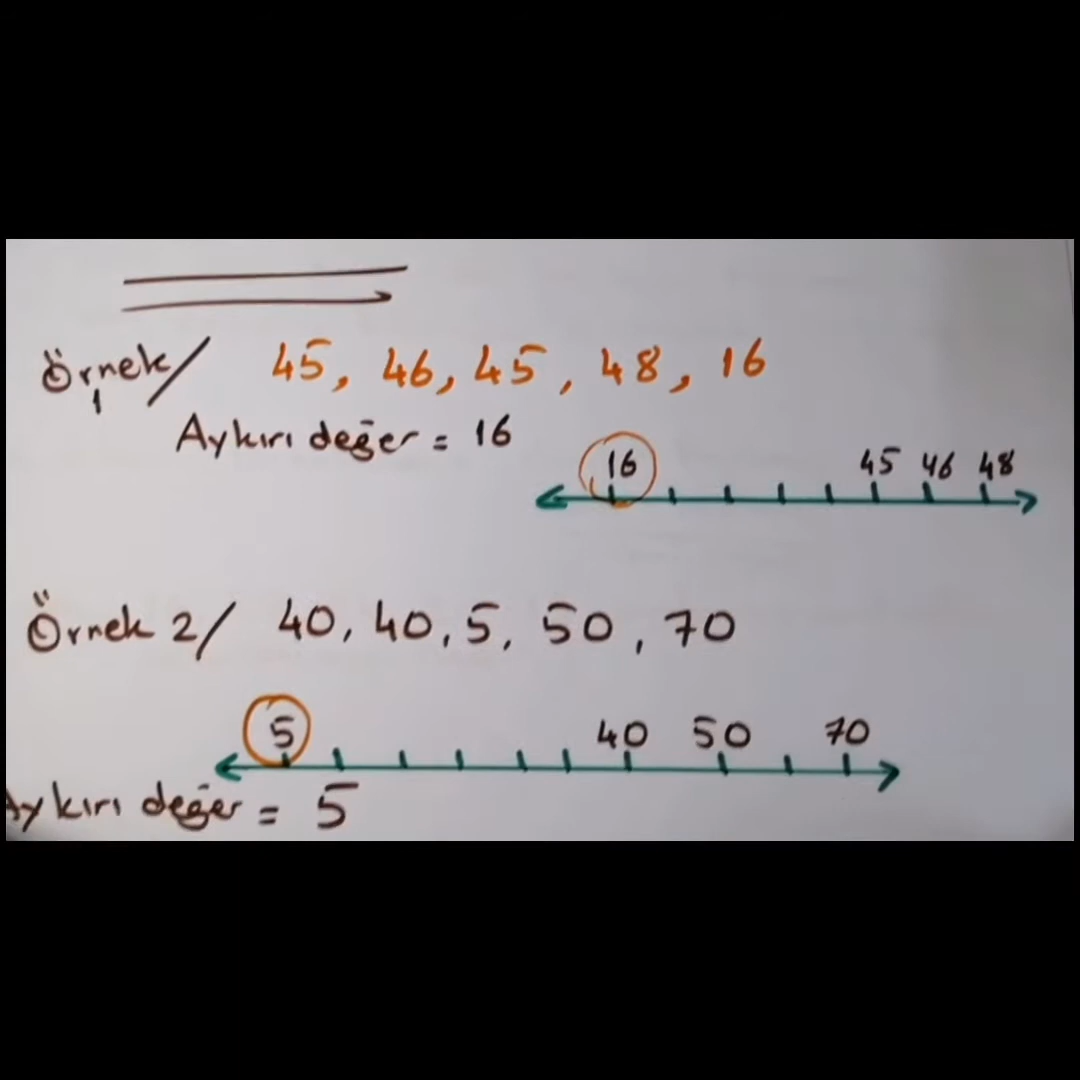 Örnek 1/ 45, 46, 45, 48, 16
Aykırı değer = 16
16 45 46 48
Örnek 2/ 40, 40, 5, 50, 70
5 40 50 70
Aykırı değer = 5